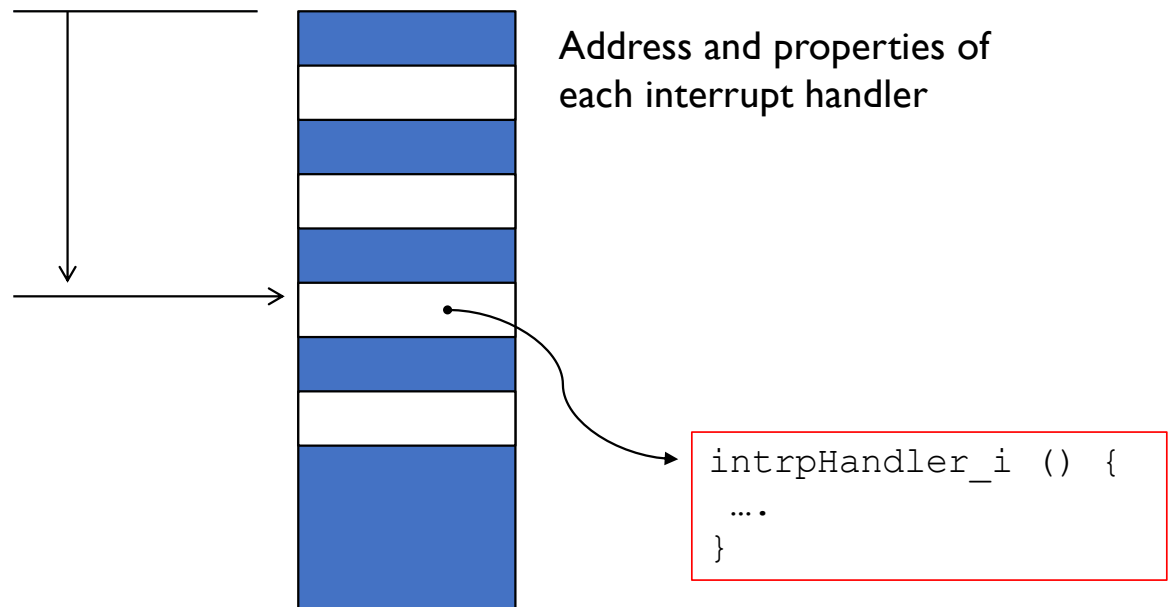 Address and properties of
each interrupt handler
intrpHandler_i () {
….
}